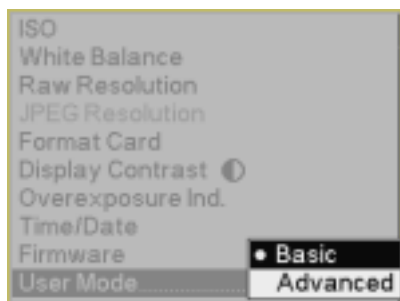 ISO
White Balance
Raw Resolution
JPEG Resolution
Format Card
Display Contrast
Overexposure Ind.
Time/Date
Firmware
• Basic
User Mode....................
Advanced